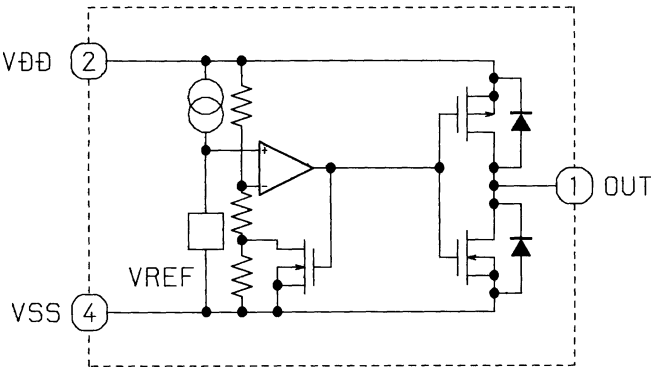 VDD 2
+
−
1 OUT
VREF
VSS 4